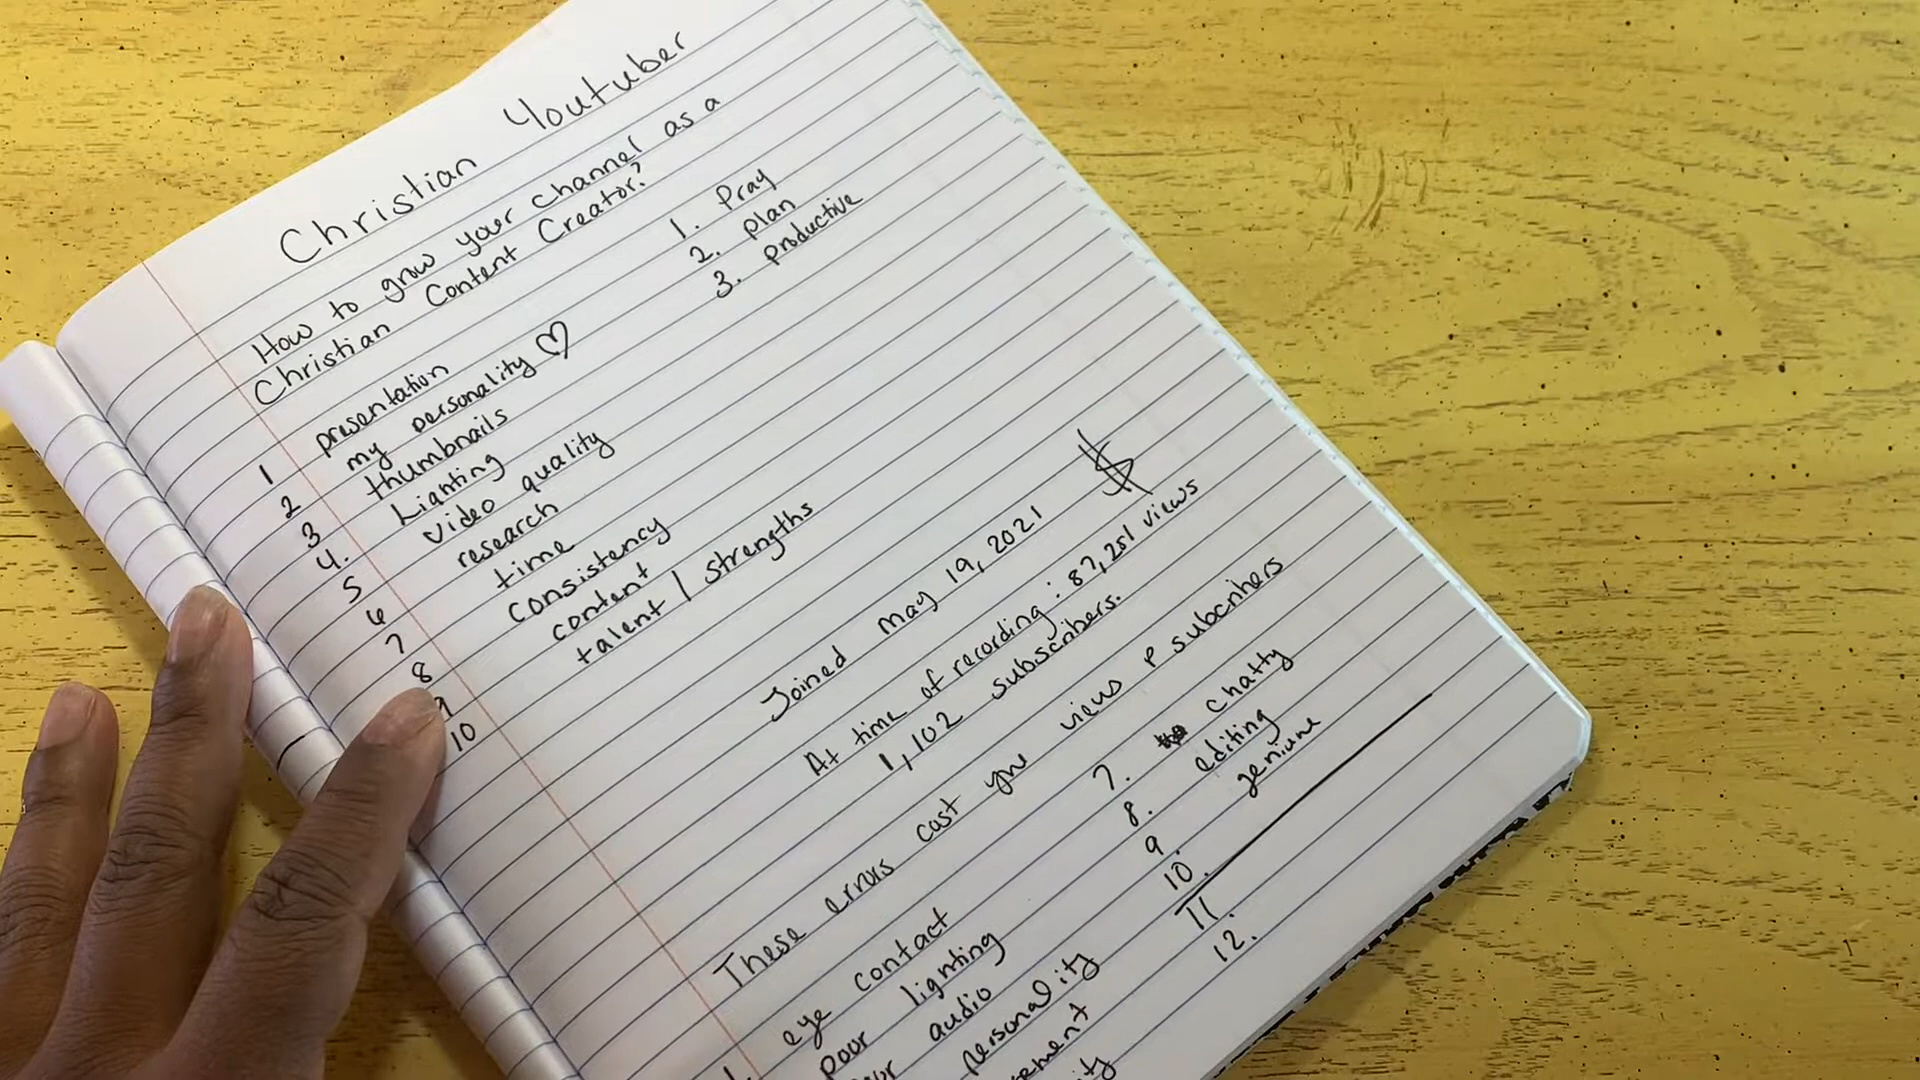 Christian Youtuber
How to grow your channel as a
Christian Content Creator?
1. Pray
2. plan
3. productive
1 presentation
2 my personality ♡
3 thumbnails
4. Lighting
5 video quality
6 research
7 time
8 consistency
9 content
10 talent / strengths
$
Joined may 19, 2021
At time of recording: 87,251 views
1,102 subscribers.
These errors cost you views & subscribers
eye contact
poor lighting
audio
personality
7. Chatty
8. editing
9. genuine
10.
11.
12.